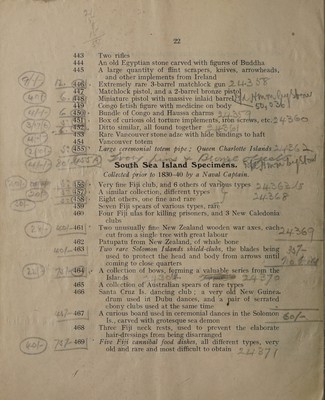 22
443 Two rifles
444 An old Egyptian stone carved with figures of Buddha
445 A large quantity of flint scrapers, knives, arrowheads,
and other implements from Ireland
446 Extremely rare 3-barrel matchlock gun 24358
447 Matchlock pistol, and a 2-barrel bronze pistol
448 Miniature pistol with massive inlaid barrel
449 Congo fetish figure with medicine on body
450 Bundle of Congo and Hausa charms 24359
451 Box of curious old torture implements, iron screws, etc. 24360
452 Ditto similar, all found together 24361
453 Rare Vancouver stone adze with hide bindings to haft
454 Vancouver totem
455 Large ceremonial totem pipe; Queen Charlotte Islands 24362
South Sea Island Specimens.
Collected prior to 1830-40 by a Naval Captain.
456 Very fine Fiji club, and 6 others of various types
457 A similar collection, different types
458 Eight others, one fine and rare 24368
459 Seven Fiji spears of various types, rare
460 Four Fiji ulas for killing prisoners, and 3 New Caledonia
clubs
461 Two unusually fine New Zealand wooden war axes, each 24369
cut from a single tree with great labour
462 Patupatu from New Zealand, of whale bone
463 Two rare Solomon Islands shield-clubs, the blades being
used to protect the head and body from arrows until
coming to close quarters
464 A collection of bows, forming a valuable series from the
Islands 24370
465 A collection of Australian spears of rare types
466 Santa Cruz Is. dancing club; a very old New Guinea
drum used in Dubu dances, and a pair of serrated
ebony clubs used at the same time
467 A curious board used in ceremonial dances in the Solomon
Is., carved with grotesque sea demon 60/-
468 Three Fiji neck rests, used to prevent the elaborate
hair-dressings from being disarranged
469 Five Fiji cannibal food dishes, all different types, very
old and rare and most difficult to obtain 24371